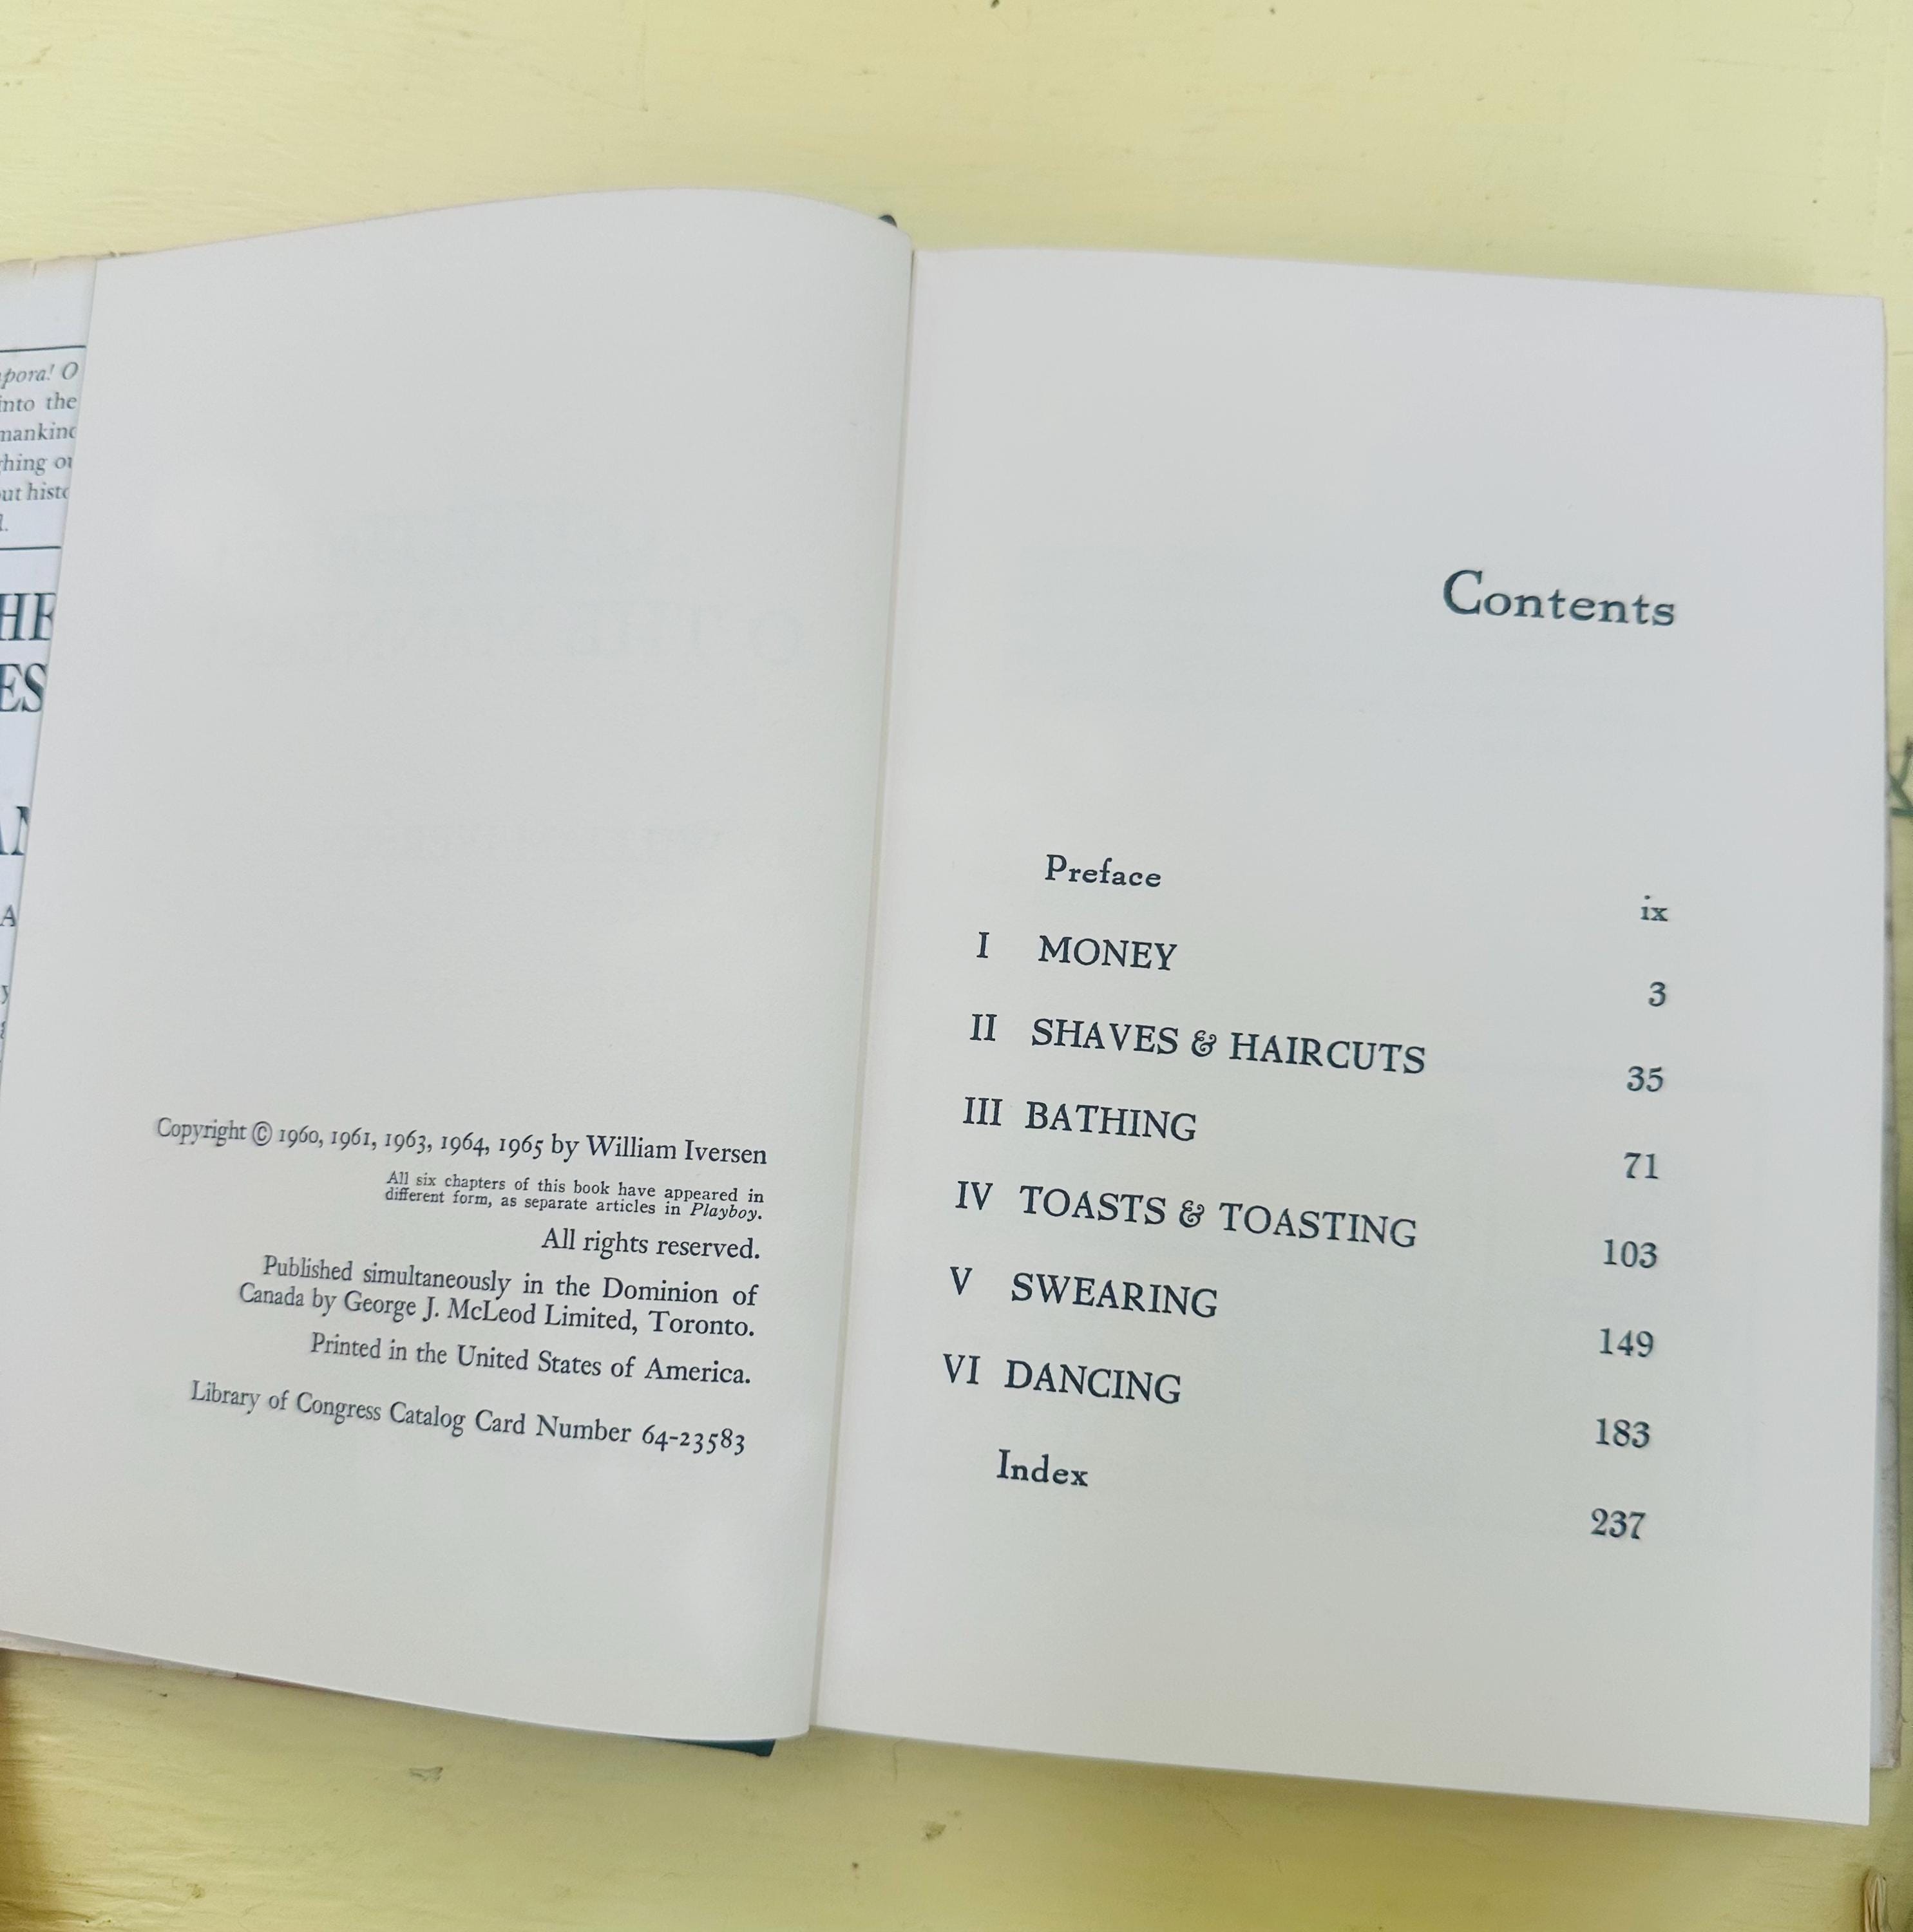 pora! O
into the
mankind
out
l.
HE
ES
A
Copyright © 1960, 1961, 1963, 1964, 1965 by William Iversen
All six chapters of this book have appeared in
different form, as separate articles in Playboy.
All rights reserved.
Published simultaneously in the Dominion of
Canada by George J. McLeod Limited, Toronto.
Printed in the United States of America.
Library of Congress Catalog Card Number 64-23583
Contents
Preface ix
I MONEY 3
II SHAVES & HAIRCUTS 35
III BATHING 71
IV TOASTS & TOASTING 103
V SWEARING 149
VI DANCING 183
Index 237